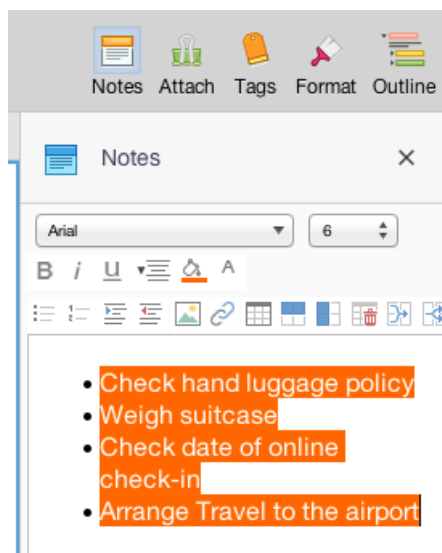 Notes Attach Tags Format Outline
Notes
Arial 6
B i U A
• Check hand luggage policy
• Weigh suitcase
• Check date of online
check-in
• Arrange Travel to the airport